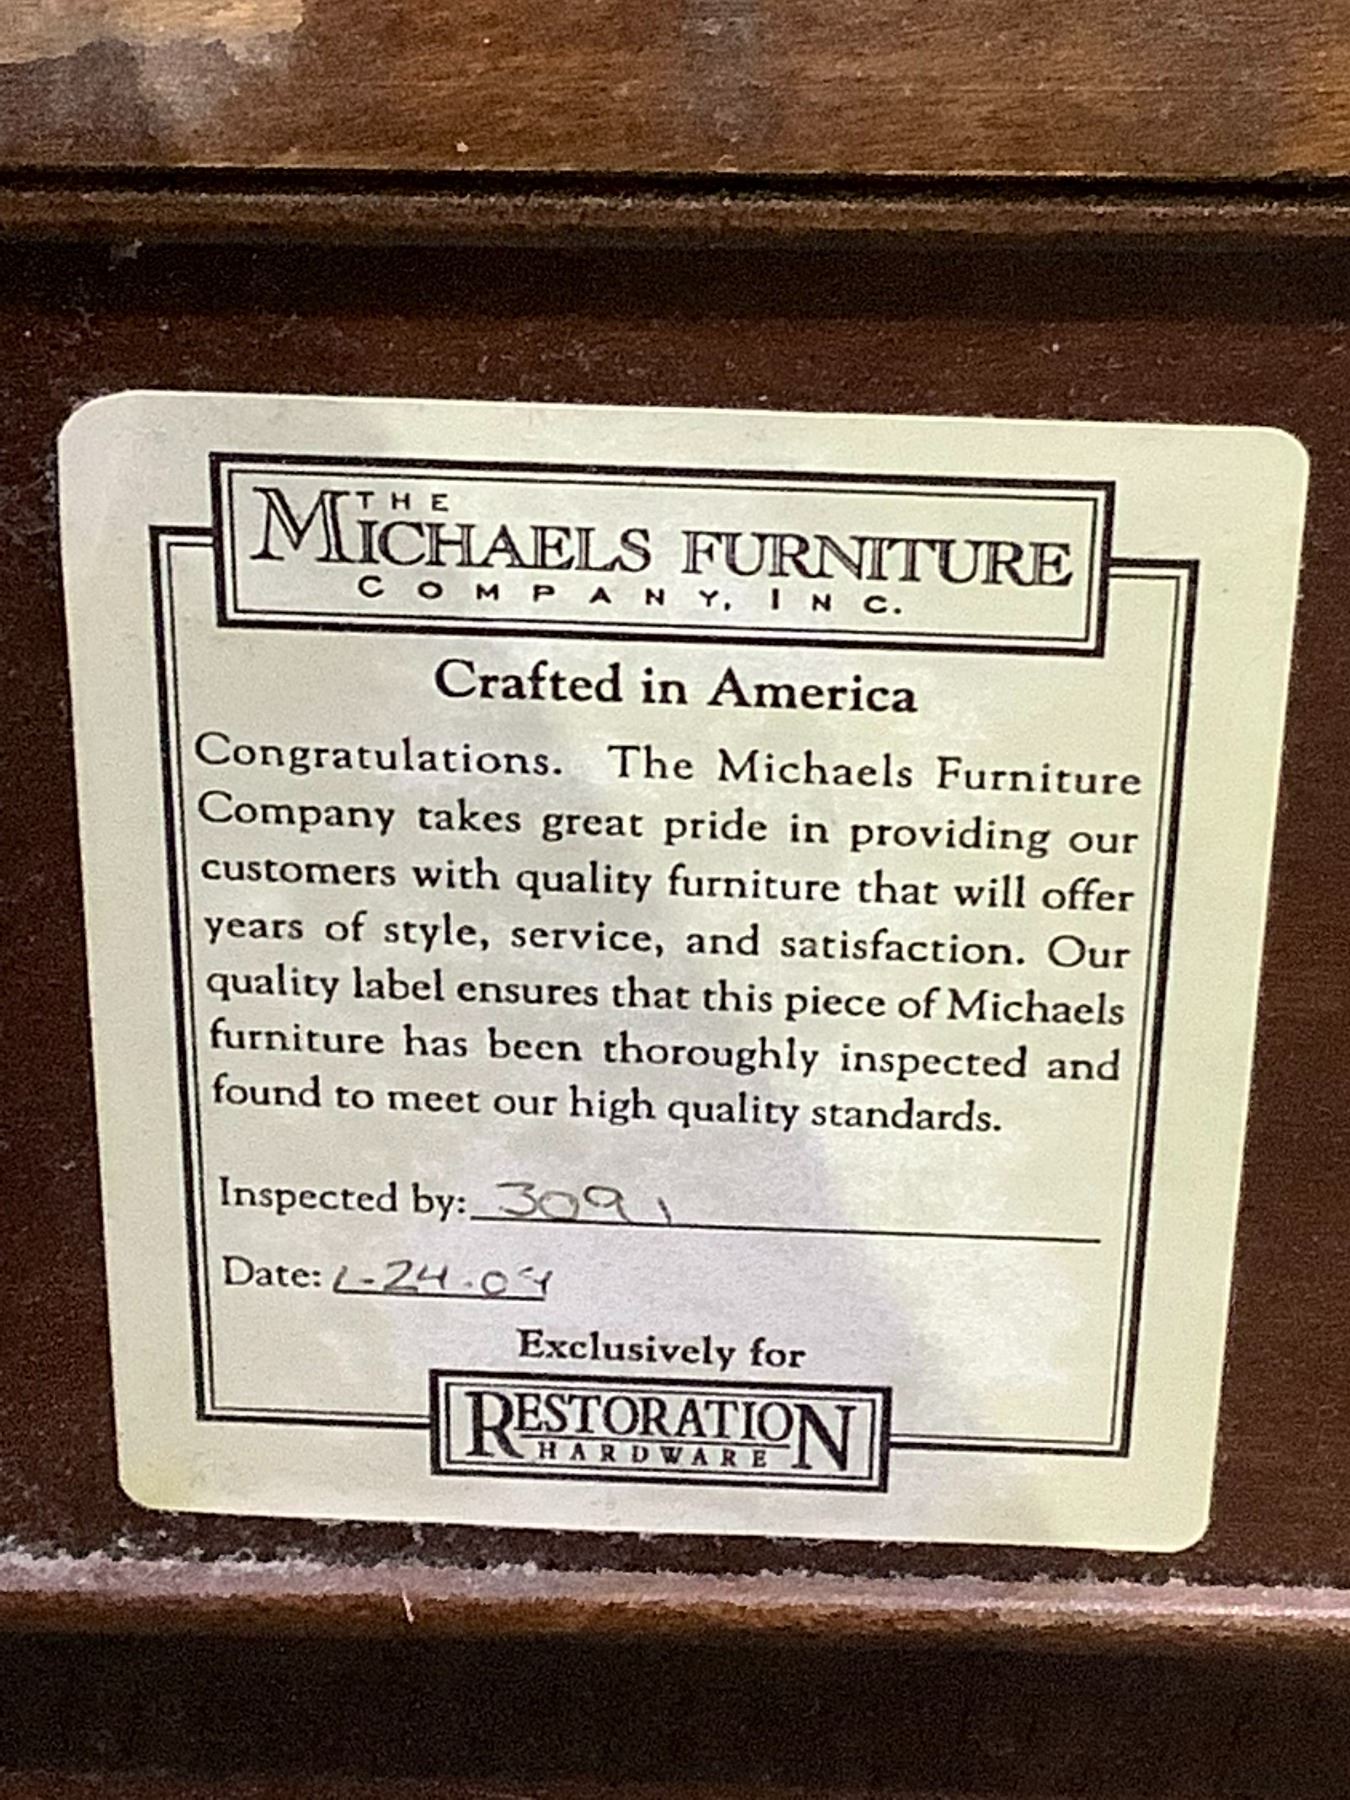 THE
MICHAELS FURNITURE
COMPANY, INC.
Crafted in America
Congratulations. The Michaels Furniture
Company takes great pride in providing our
customers with quality furniture that will offer
years of style, service, and satisfaction. Our
quality label ensures that this piece of Michaels
furniture has been thoroughly inspected and
found to meet our high quality standards.
Inspected by: 3091
Date: 1-24-04
Exclusively for
RESTORATION
HARDWARE